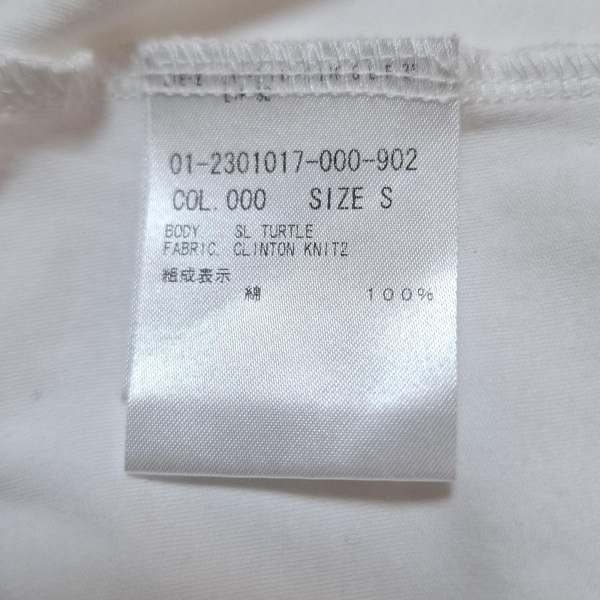 01-2301017-000-902
COL.000 SIZE S
BODY SL TURTLE
FABRIC. CLINTON KNIT2
組成表示
綿 100%